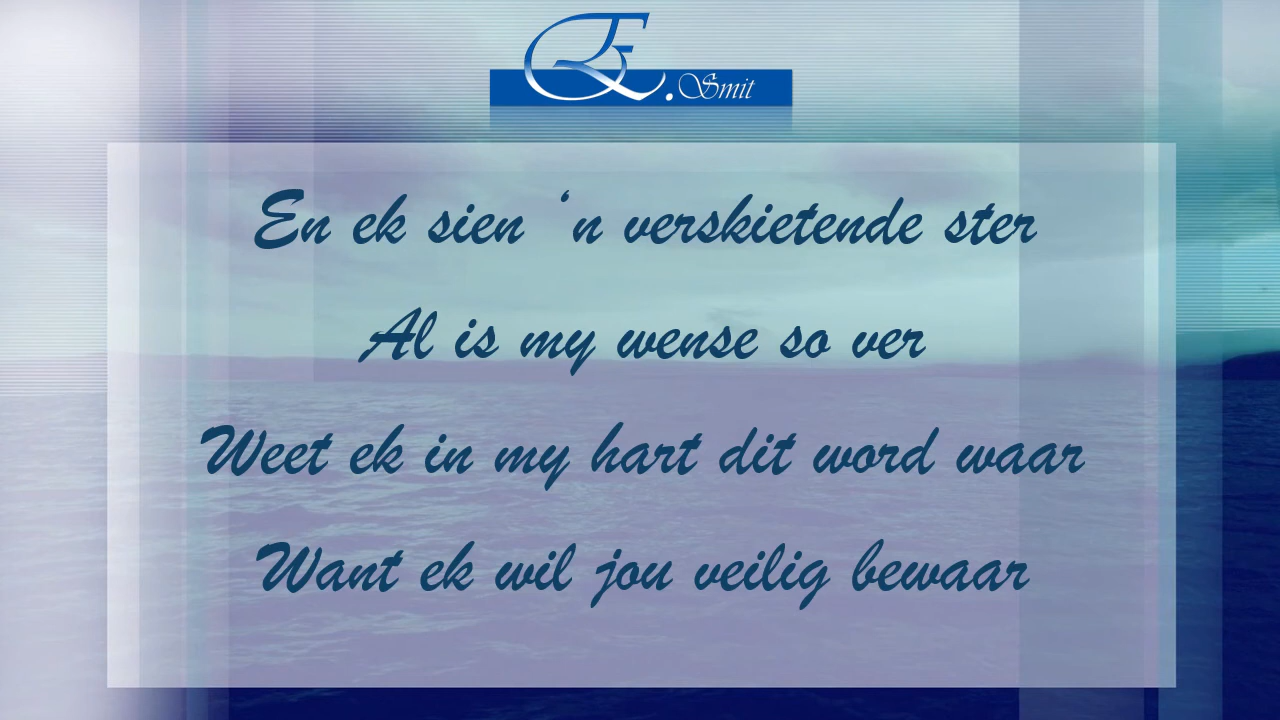 E.Smit
En ek sien ‘n verskietende ster
Al is my wense so ver
Weet ek in my hart dit word waar
Want ek wil jou veilig bewaar